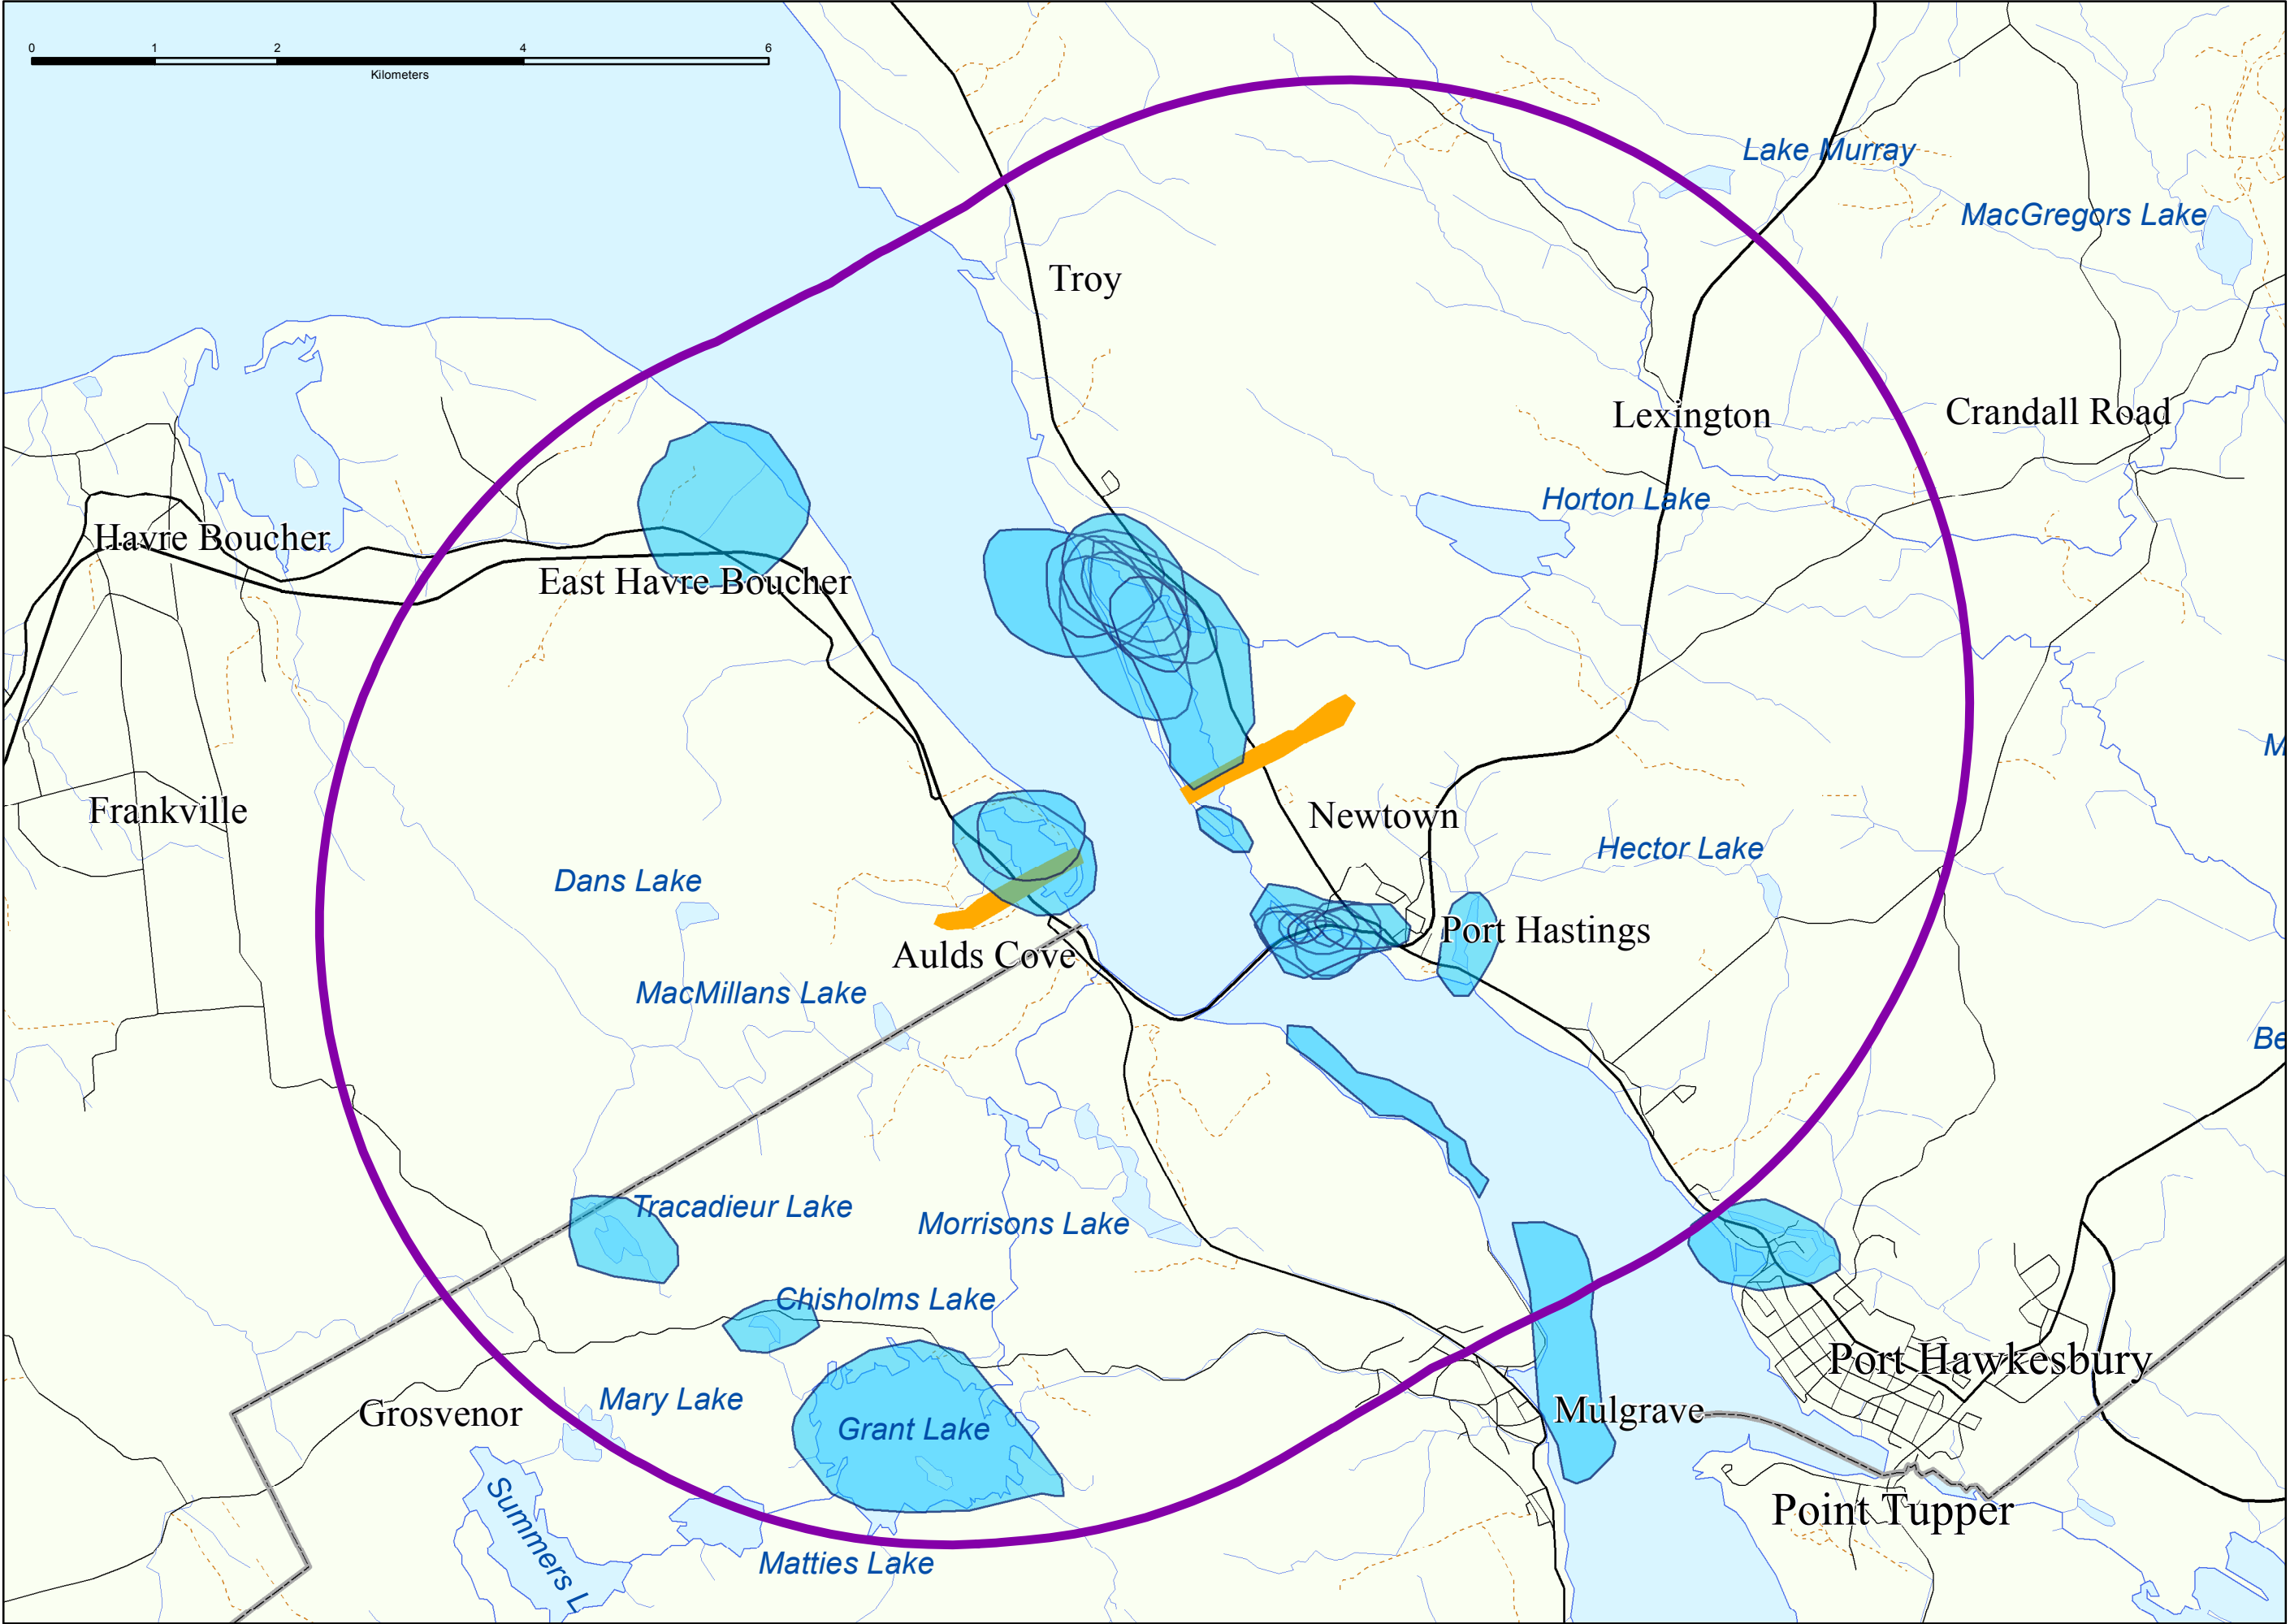 0 1 2 4 6
Kilometers
Lake Murray
MacGregors Lake
Troy
Lexington
Crandall Road
Horton Lake
Havre Boucher
East Havre Boucher
M
Frankville
Newtown
Hector Lake
Dans Lake
Port Hastings
Aulds Cove
MacMillans Lake
Be
Tracadieur Lake
Morrisons Lake
Chisholms Lake
Port Hawkesbury
Mary Lake
Grosvenor
Grant Lake
Mulgrave
Point Tupper
Summers L
Matties Lake